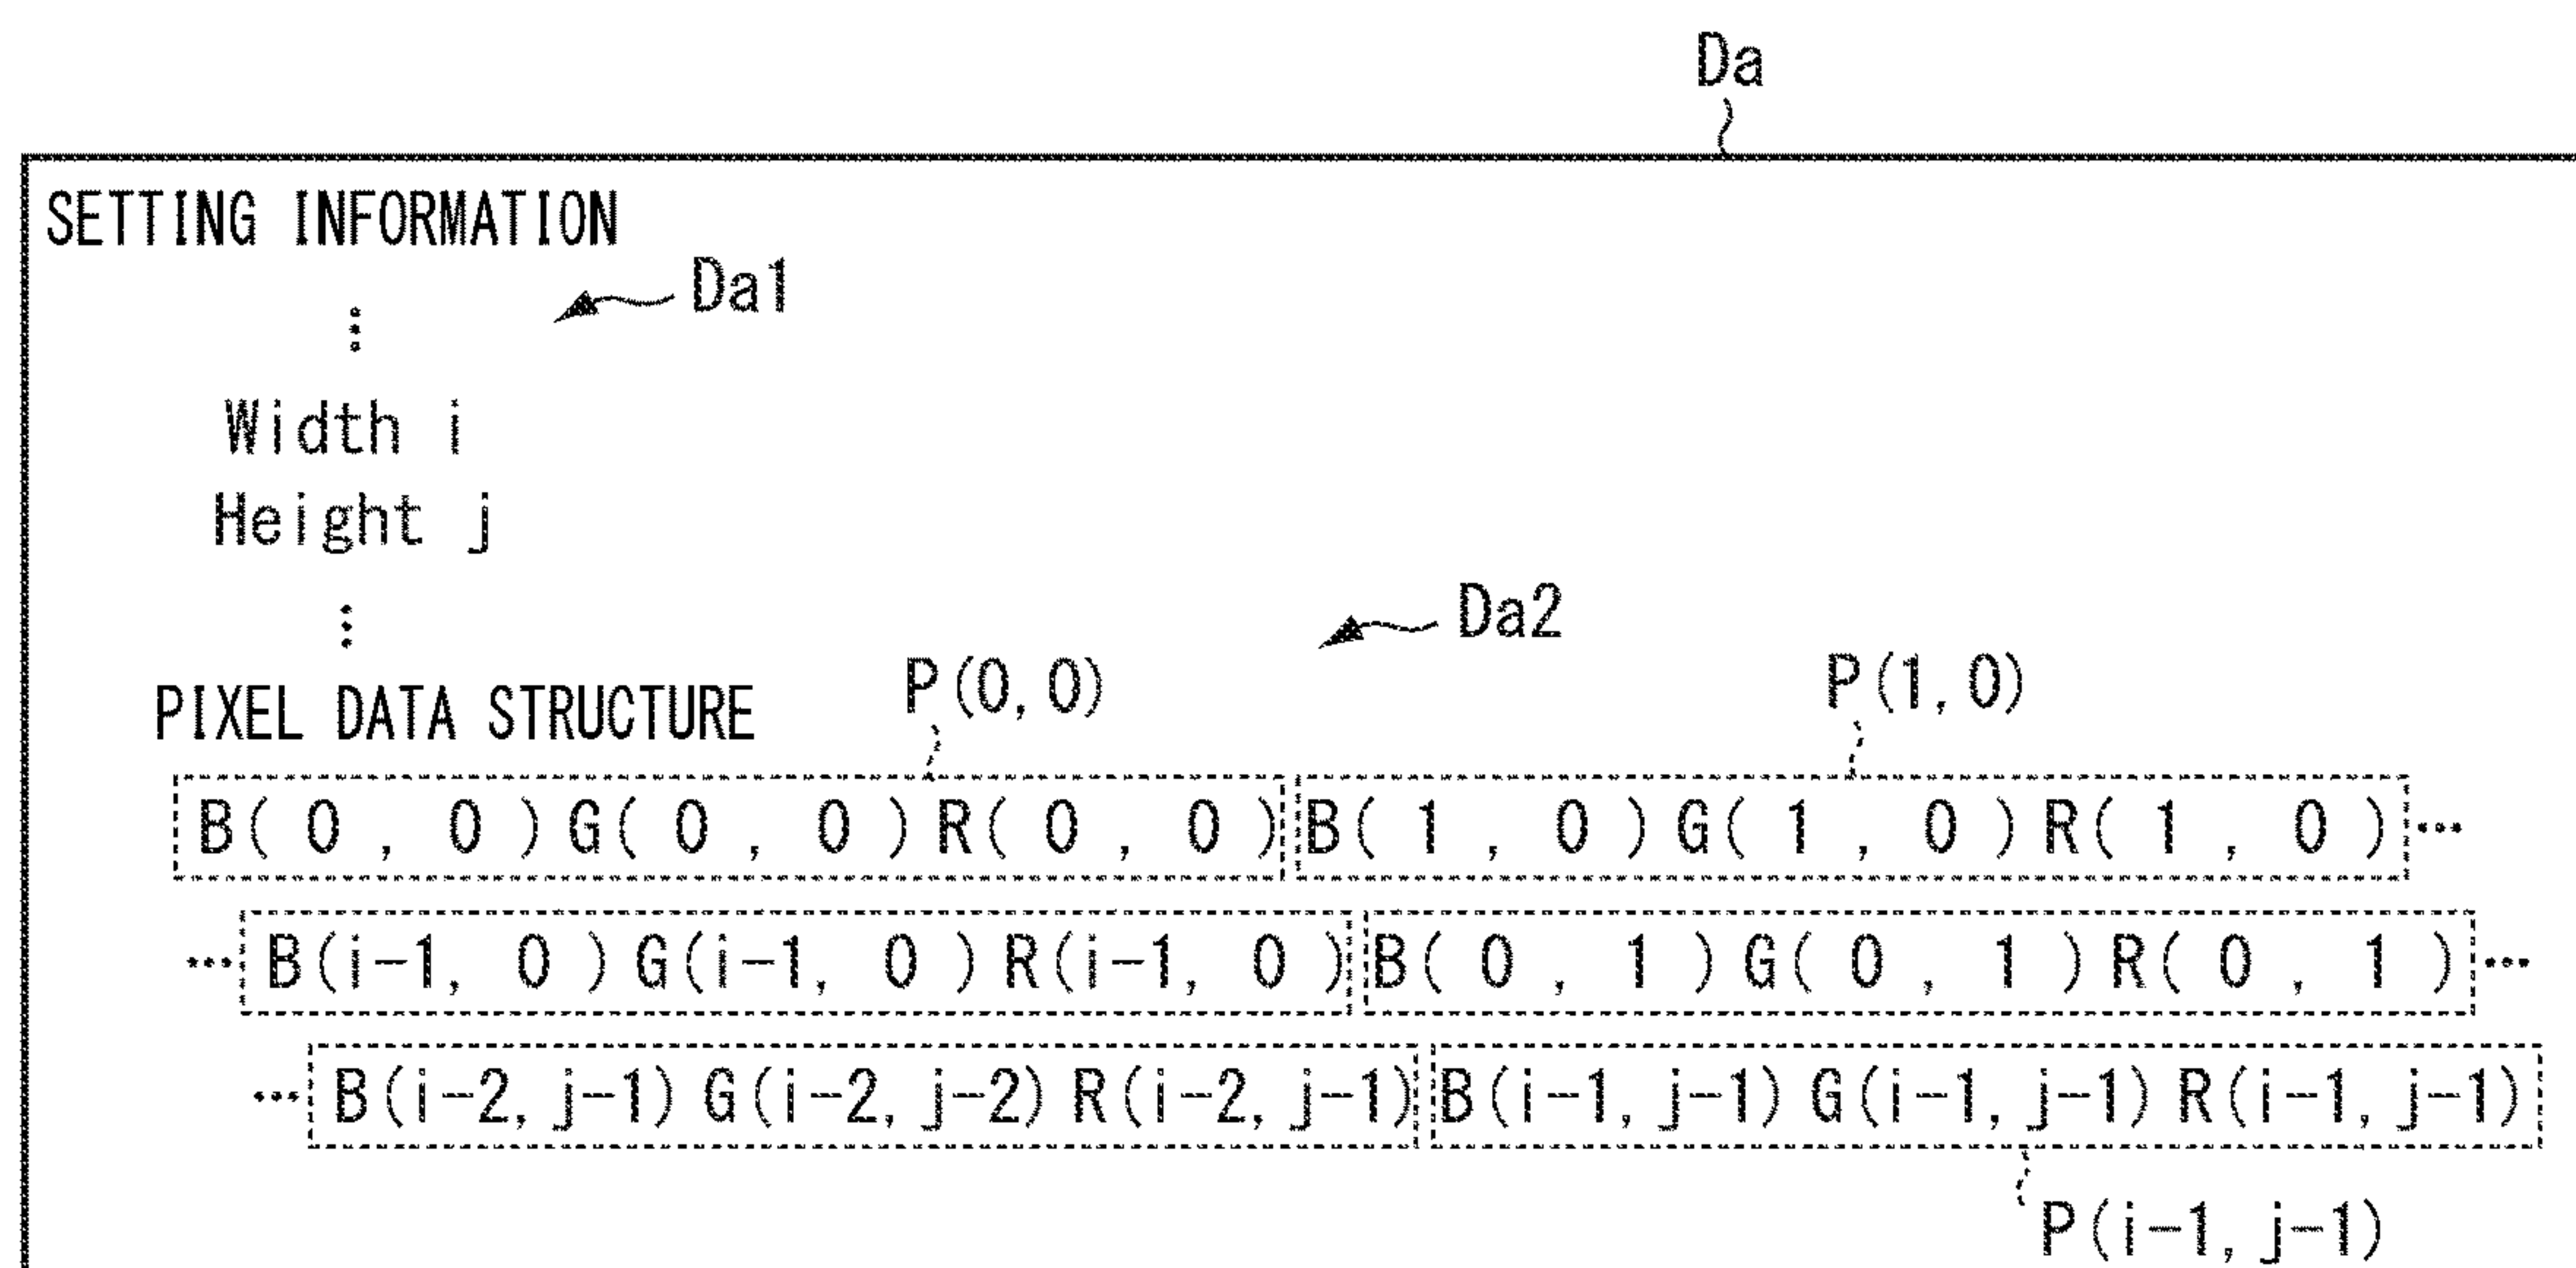 Da
SETTING INFORMATION
Da1
⋮
Width i
Height j
⋮
Da2
PIXEL DATA STRUCTURE
P(0,0)
P(1,0)
B( 0 , 0 )G( 0 , 0 )R( 0 , 0 ) B( 1 , 0 )G( 1 , 0 )R( 1 , 0 )…
…B(i-1, 0 )G(i-1, 0 )R(i-1, 0 ) B( 0 , 1 )G( 0 , 1 )R( 0 , 1 )…
…B(i-2,j-1)G(i-2,j-2)R(i-2,j-1) B(i-1,j-1)G(i-1,j-1)R(i-1,j-1)
P(i-1,j-1)